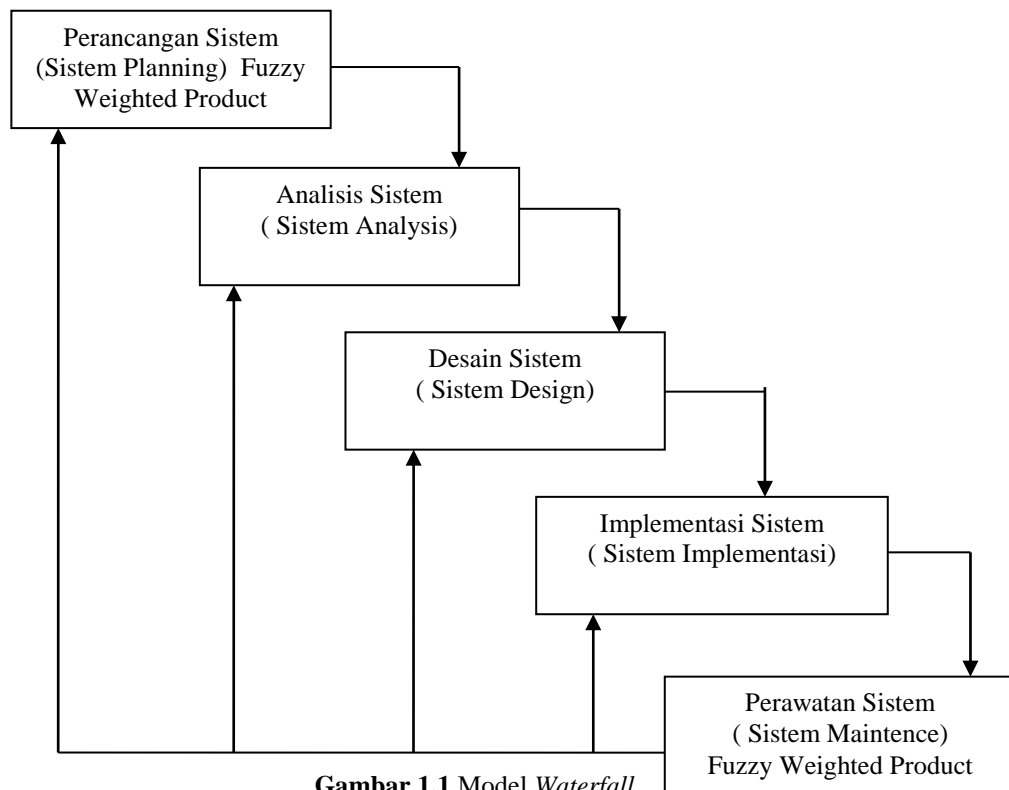 Perancangan Sistem
(Sistem Planning)  Fuzzy
Weighted Product
Analisis Sistem
( Sistem Analysis)
Desain Sistem
( Sistem Design)
Implementasi Sistem
( Sistem Implementasi)
Perawatan Sistem
( Sistem Maintence)
Fuzzy Weighted Product
Gambar 1.1 Model Waterfall